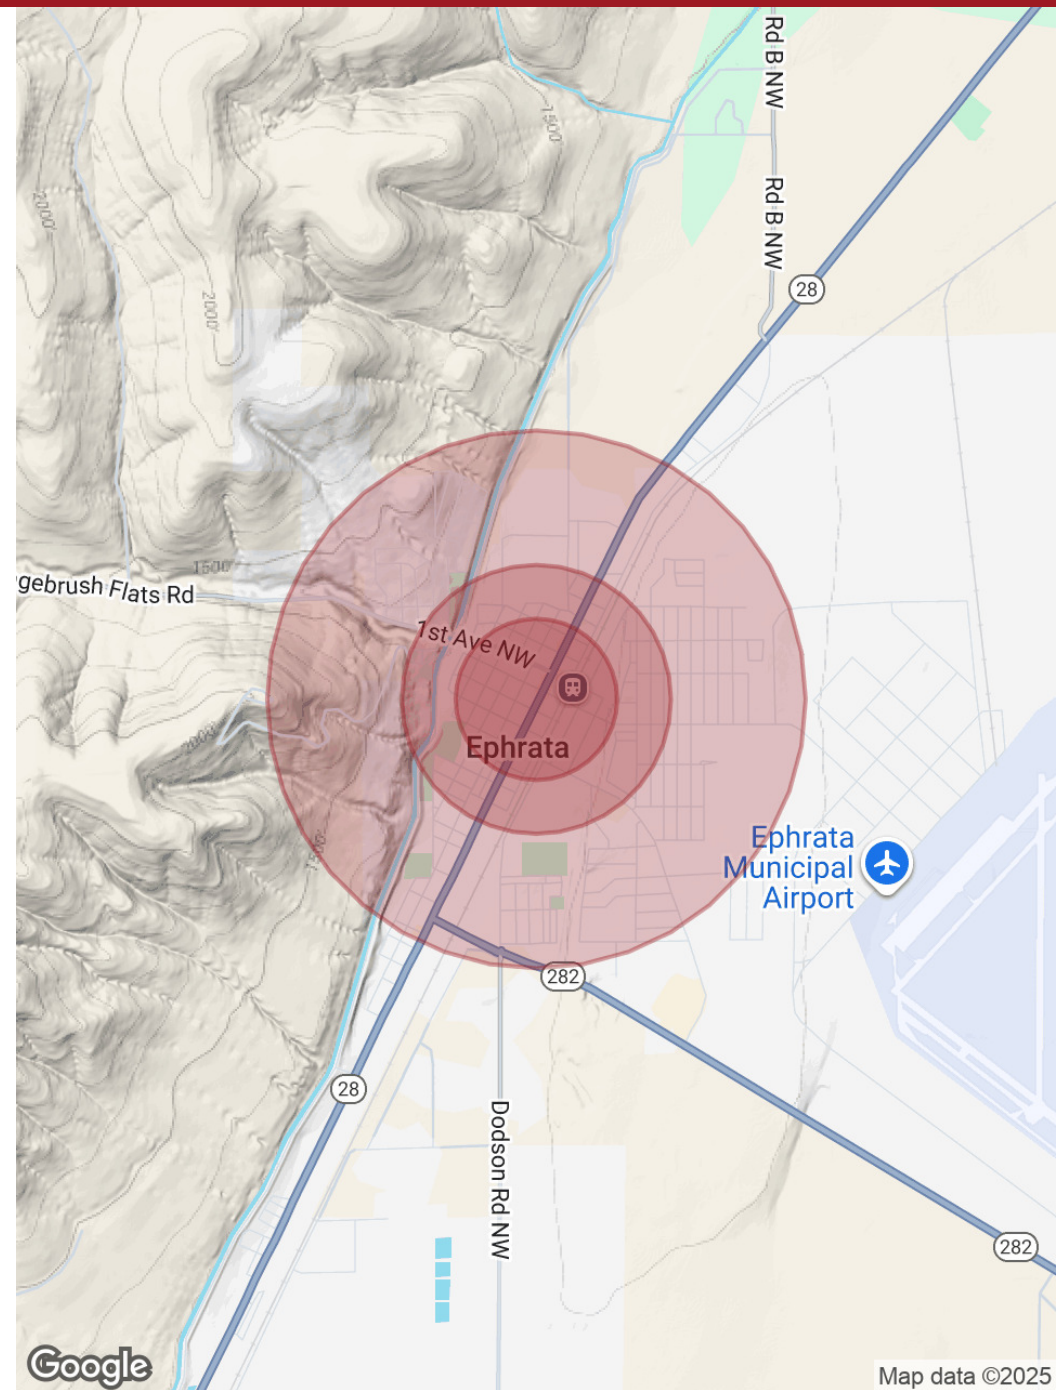 Rd B NW
1500'
Rd B NW
2000'
28
2000'
1500'
gebrush Flats Rd
1st Ave NW
Ephrata
1500'
Ephrata
Municipal
Airport
282
28
Dodson Rd NW
282
Google
Map data ©2025